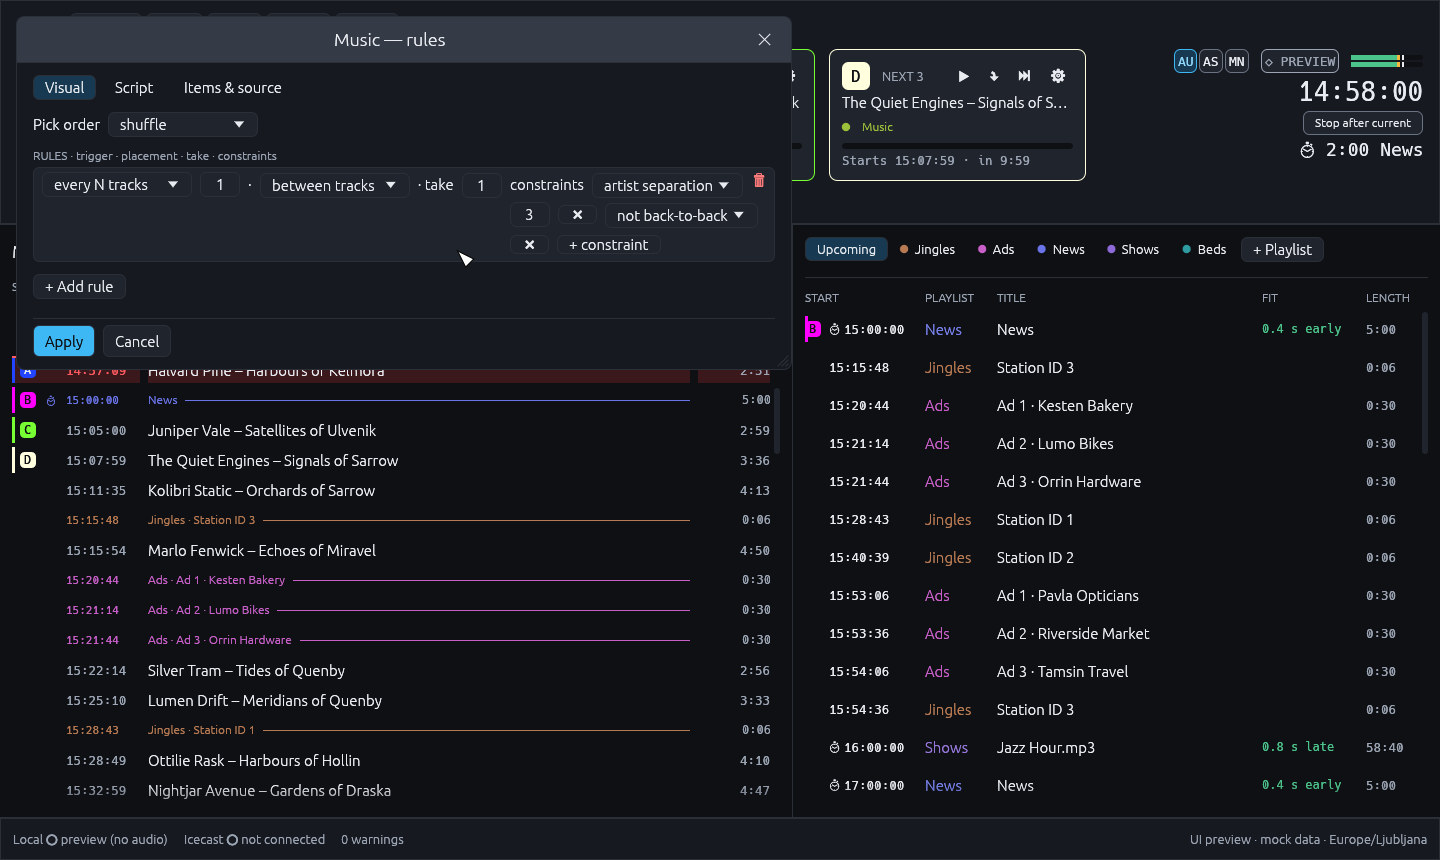 Music — rules
Visual Script Items & source
Pick order shuffle
RULES · trigger · placement · take · constraints
every N tracks 1 · between tracks · take 1 constraints artist separation
3 × not back-to-back
× + constraint
+ Add rule
Apply Cancel
D NEXT 3
The Quiet Engines – Signals of S…
Music
Starts 15:07:59 · in 9:59
AU AS MN ◇ PREVIEW
14:58:00
Stop after current
2:00 News
A 14:57:09 Halvard Pine – Harbours of Kelmora 2:51
B 15:00:00 News 5:00
C 15:05:00 Juniper Vale – Satellites of Ulvenik 2:59
D 15:07:59 The Quiet Engines – Signals of Sarrow 3:36
15:11:35 Kolibri Static – Orchards of Sarrow 4:13
15:15:48 Jingles · Station ID 3 0:06
15:15:54 Marlo Fenwick – Echoes of Miravel 4:50
15:20:44 Ads · Ad 1 · Kesten Bakery 0:30
15:21:14 Ads · Ad 2 · Lumo Bikes 0:30
15:21:44 Ads · Ad 3 · Orrin Hardware 0:30
15:22:14 Silver Tram – Tides of Quenby 2:56
15:25:10 Lumen Drift – Meridians of Quenby 3:33
15:28:43 Jingles · Station ID 1 0:06
15:28:49 Ottilie Rask – Harbours of Hollin 4:10
15:32:59 Nightjar Avenue – Gardens of Draska 4:47
Upcoming Jingles Ads News Shows Beds + Playlist
START PLAYLIST TITLE FIT LENGTH
B 15:00:00 News News 0.4 s early 5:00
15:15:48 Jingles Station ID 3 0:06
15:20:44 Ads Ad 1 · Kesten Bakery 0:30
15:21:14 Ads Ad 2 · Lumo Bikes 0:30
15:21:44 Ads Ad 3 · Orrin Hardware 0:30
15:28:43 Jingles Station ID 1 0:06
15:40:39 Jingles Station ID 2 0:06
15:53:06 Ads Ad 1 · Pavla Opticians 0:30
15:53:36 Ads Ad 2 · Riverside Market 0:30
15:54:06 Ads Ad 3 · Tamsin Travel 0:30
15:54:36 Jingles Station ID 3 0:06
16:00:00 Shows Jazz Hour.mp3 0.8 s late 58:40
17:00:00 News News 0.4 s early 5:00
Local preview (no audio) Icecast not connected 0 warnings
UI preview · mock data · Europe/Ljubljana